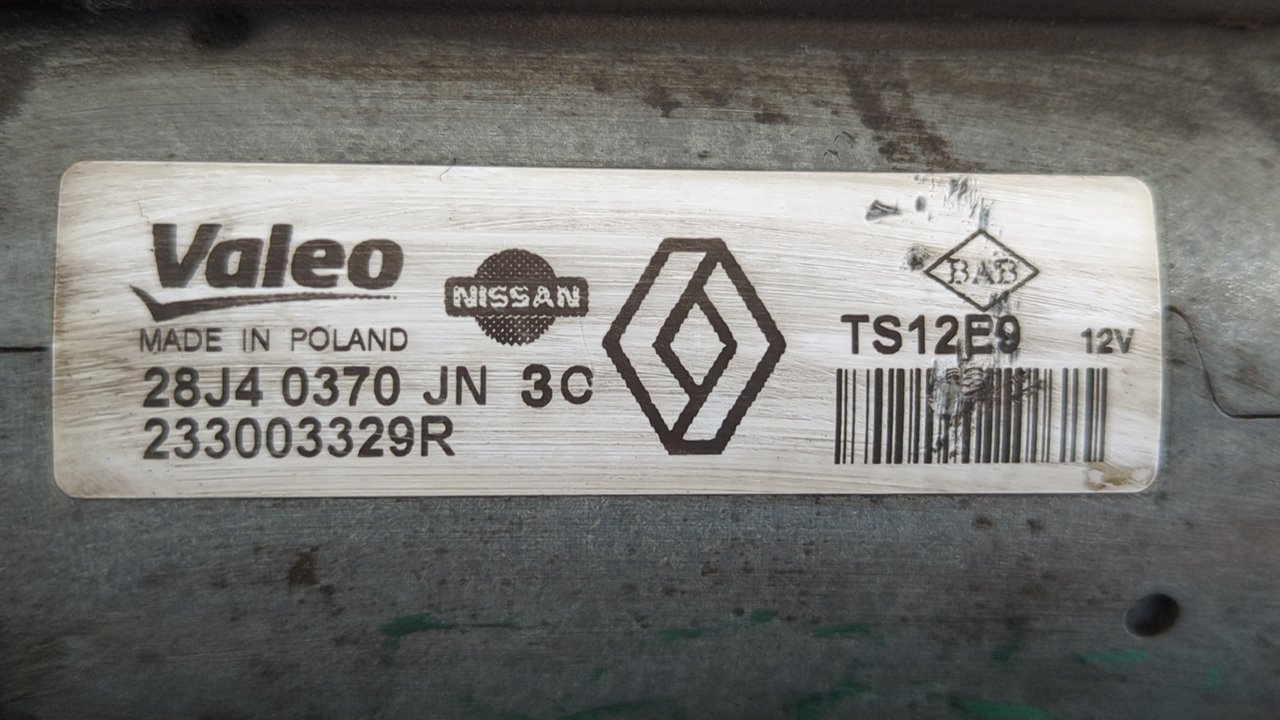 Valeo
MADE IN POLAND
28J4 0370 JN 3C
233003329R
NISSAN
BAB
TS12E9 12V